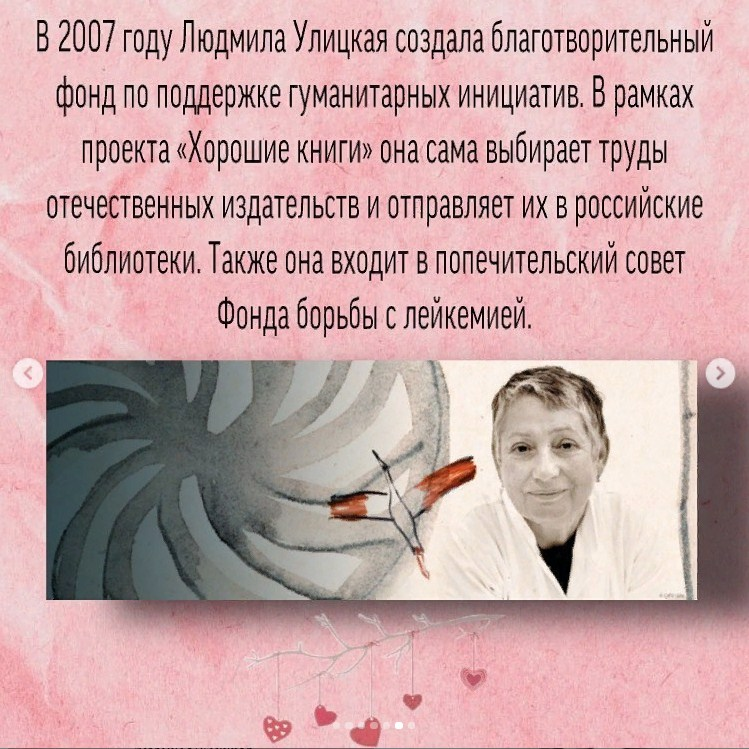 В 2007 году Людмила Улицкая создала благотворительный
фонд по поддержке гуманитарных инициатив. В рамках
проекта «Хорошие книги» она сама выбирает труды
отечественных издательств и отправляет их в российские
библиотеки. Также она входит в попечительский совет
Фонда борьбы с лейкемией.